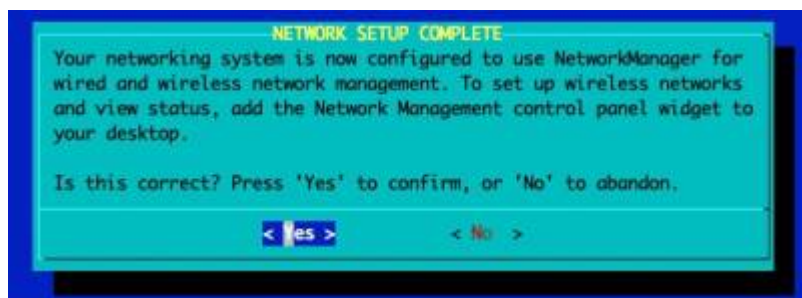 NETWORK SETUP COMPLETE
Your networking system is now configured to use NetworkManager for
wired and wireless network management. To set up wireless networks
and view status, add the Network Management control panel widget to
your desktop.
Is this correct? Press 'Yes' to confirm, or 'No' to abandon.
< Yes > < No >